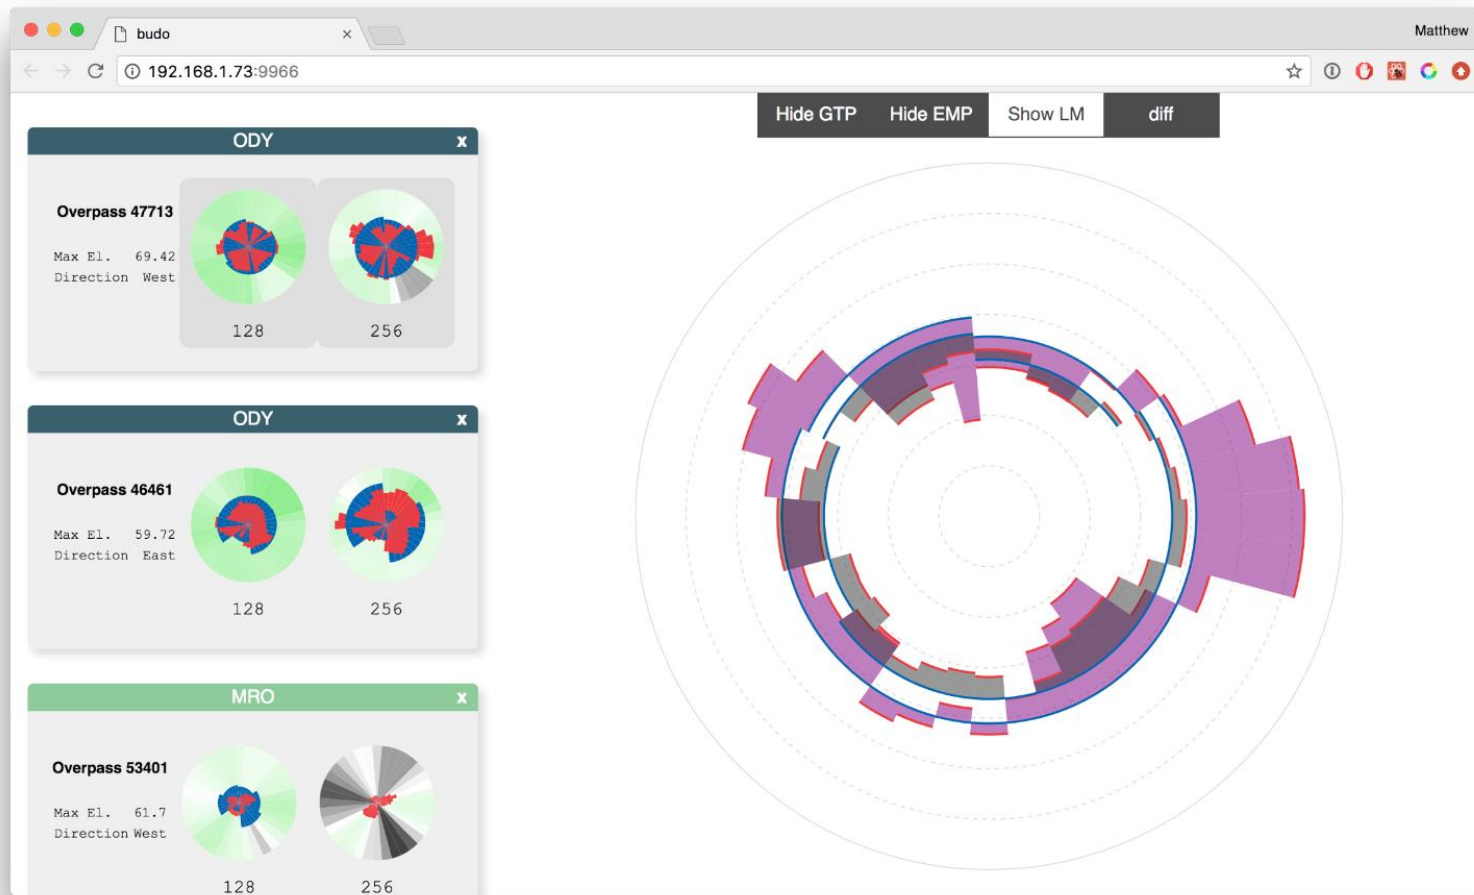 budo
×
Matthew
192.168.1.73:9966
Hide GTP Hide EMP Show LM diff
ODY x
Overpass 47713
Max El. 69.42
Direction West
128 256
ODY x
Overpass 46461
Max El. 59.72
Direction East
128 256
MRO x
Overpass 53401
Max El. 61.7
Direction West
128 256